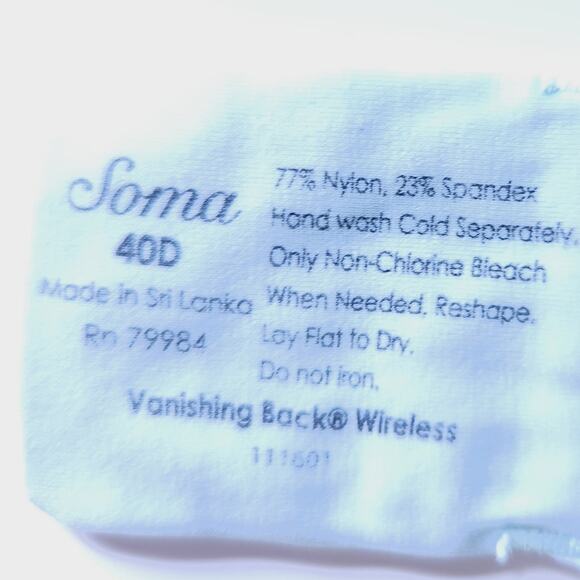 Soma
40D
Made in Sri Lanka
Rn 79984
77% Nylon, 23% Spandex
Hand wash Cold Separately.
Only Non-Chlorine Bleach
When Needed. Reshape.
Lay Flat to Dry.
Do not Iron.
Vanishing Back® Wireless
111601